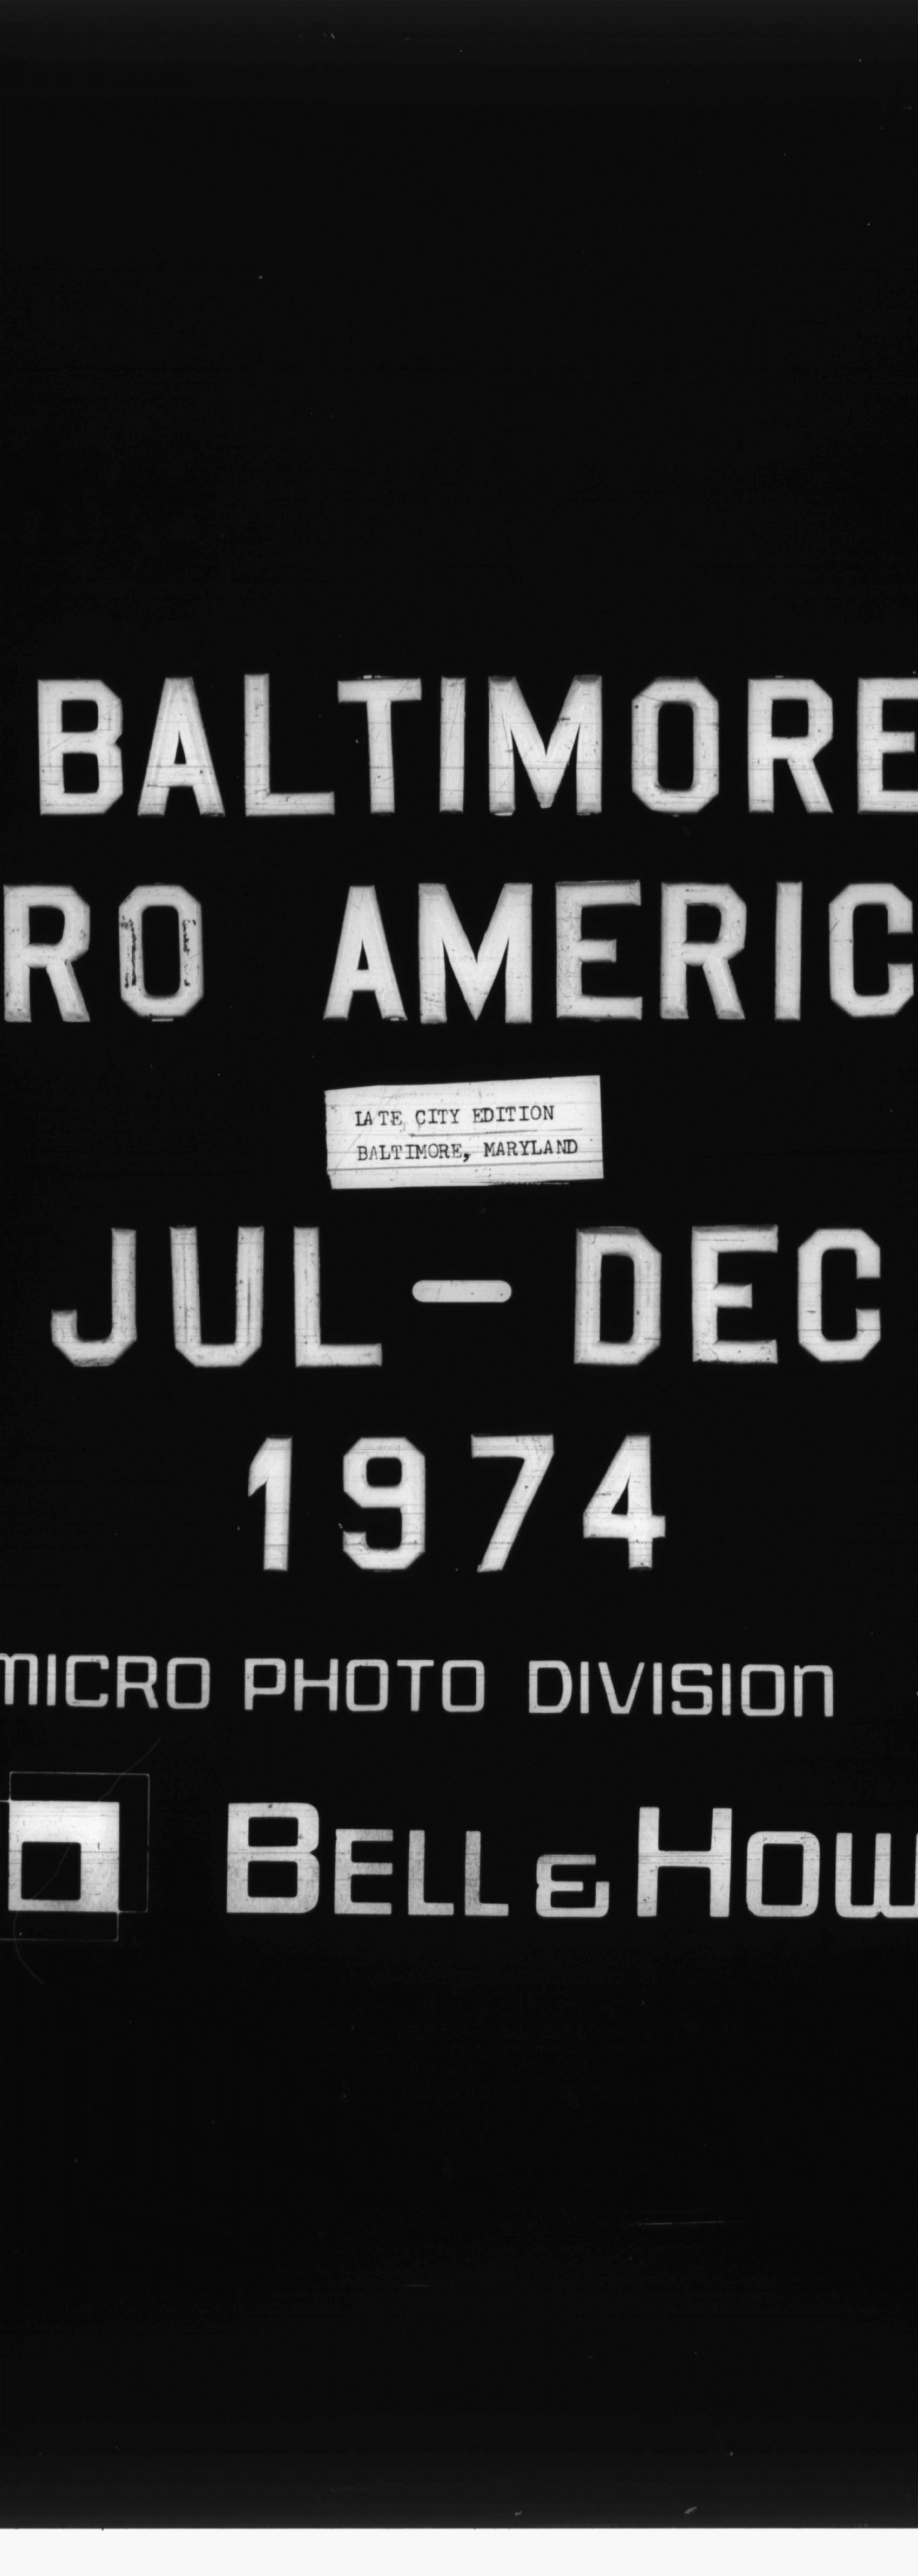 BALTIMORE
RO AMERIC
LATE CITY EDITION
BALTIMORE, MARYLAND
JUL-DEC
1974
MICRO PHOTO DIVISION
BELL & HOW